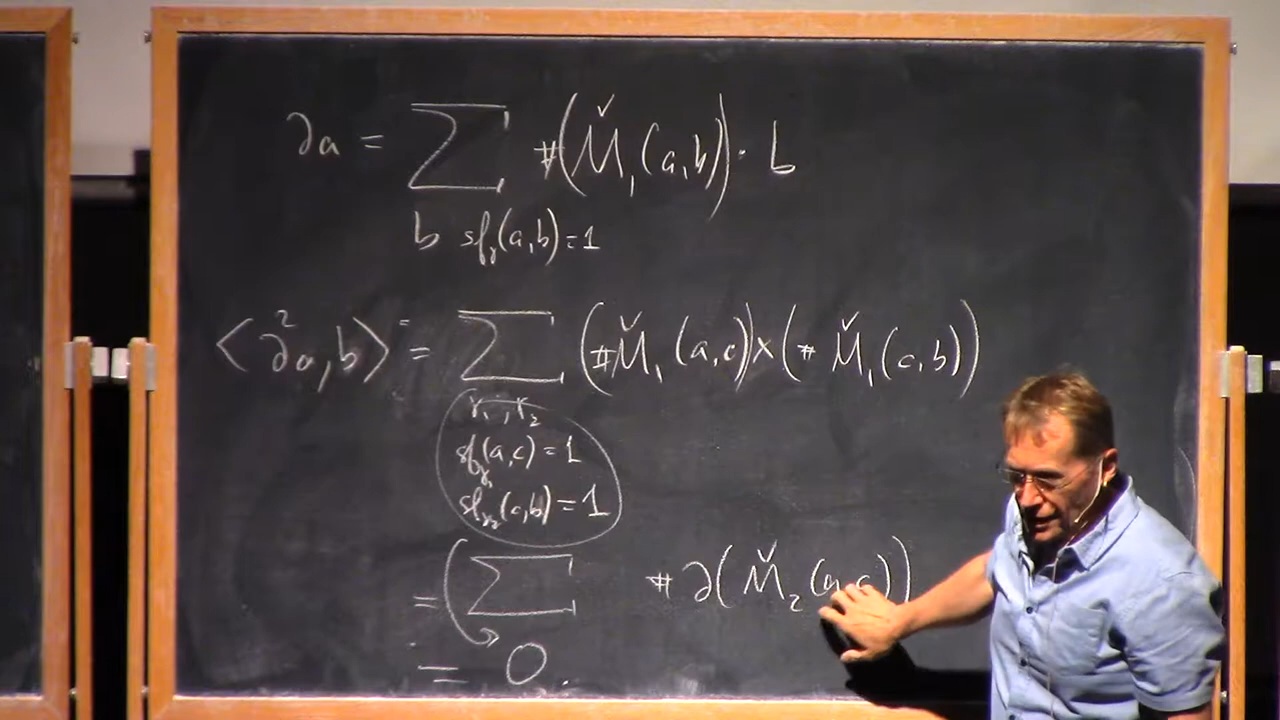 ∂a = ∑ #(M̌₁(a,b)) · b
b sf_γ(a,b) = 1
⟨∂²a, b⟩ = ∑ (#M̌₁(a,c)) × (# M̌₁(c,b))
γ₁, γ₂
sf_γ₁(a,c) = 1
sf_γ₂(c,b) = 1
= ∑ # ∂(M̌₂(a,c))
= 0.